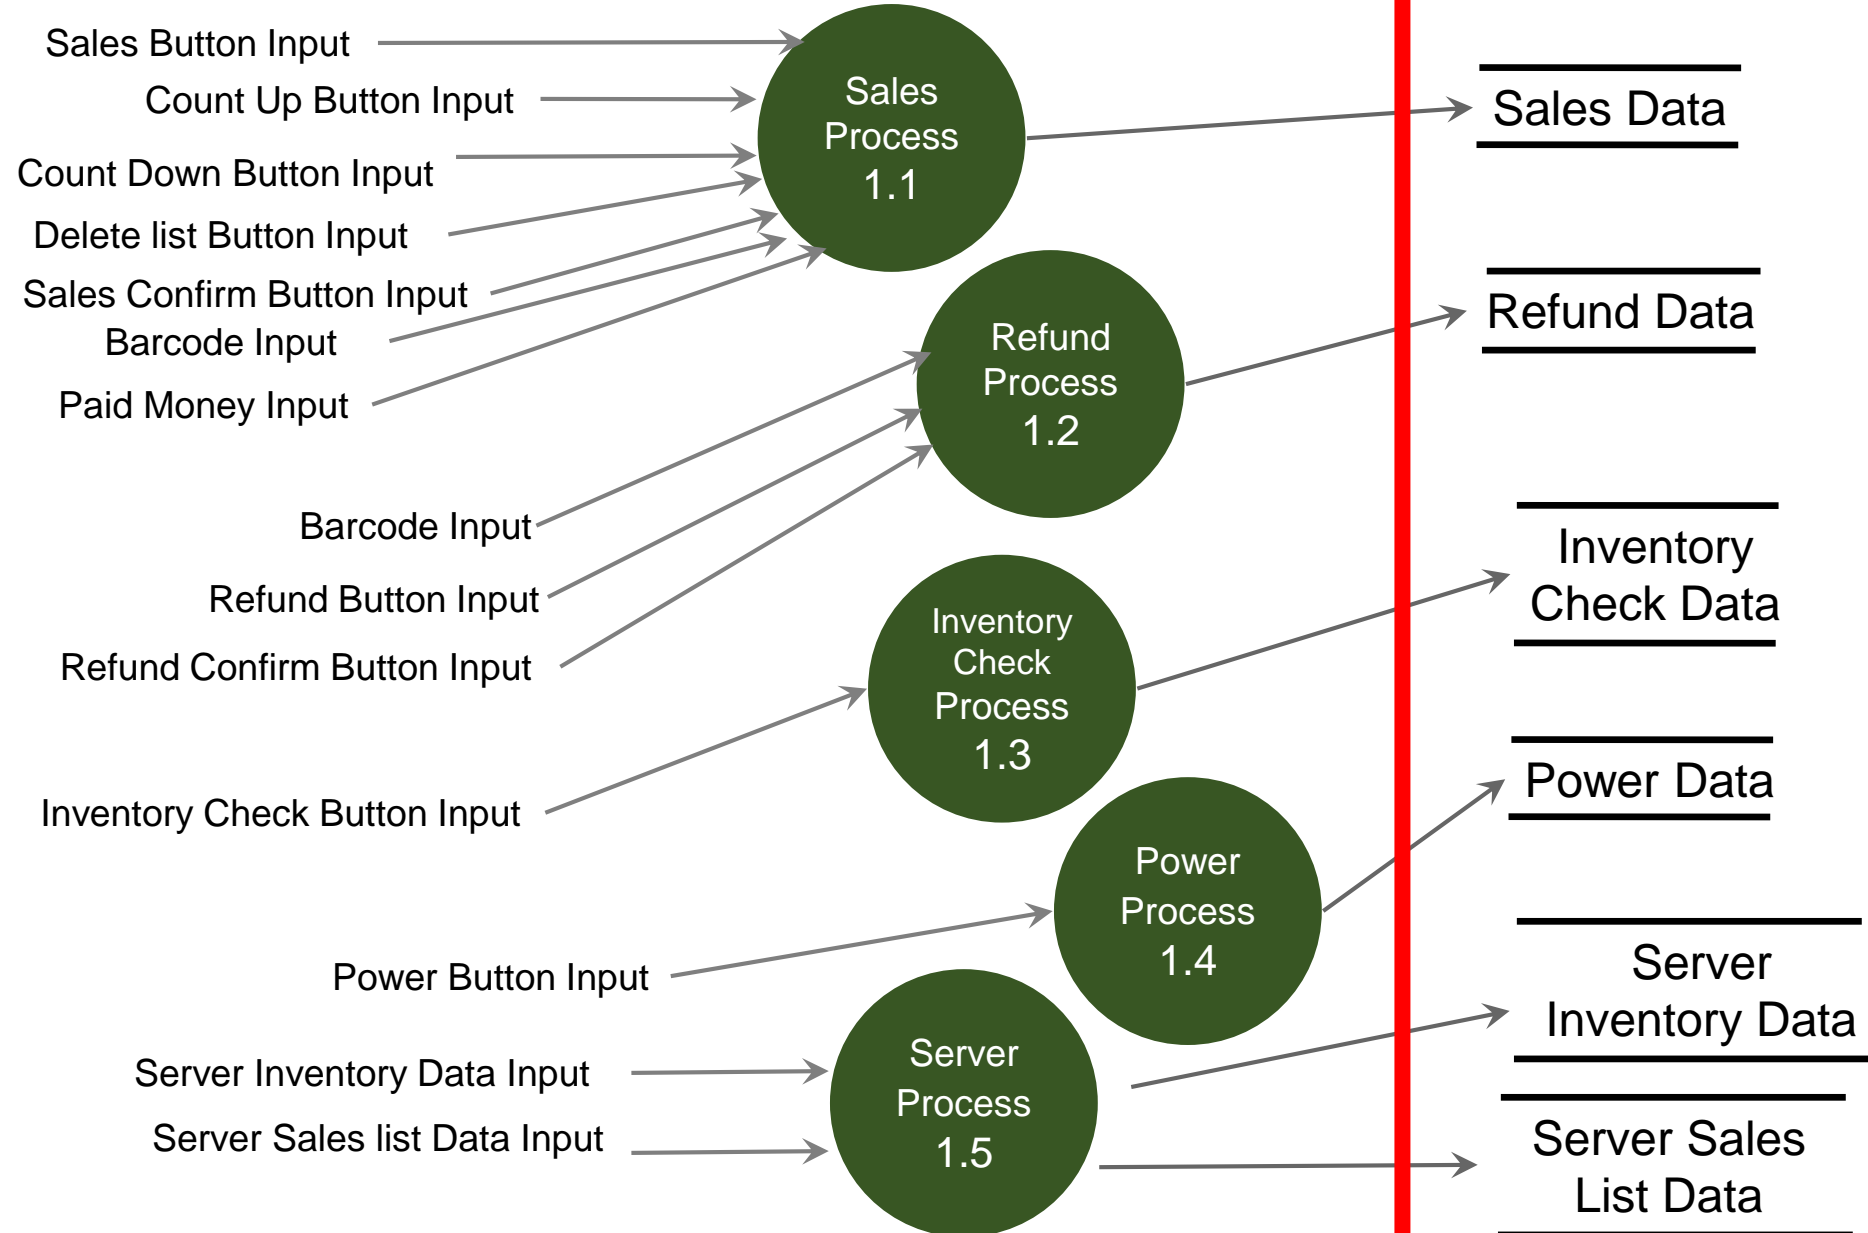 Sales Button Input
Count Up Button Input
Count Down Button Input
Delete list Button Input
Sales Confirm Button Input
Barcode Input
Paid Money Input
Barcode Input
Refund Button Input
Refund Confirm Button Input
Inventory Check Button Input
Power Button Input
Server Inventory Data Input
Server Sales list Data Input
Sales
Process
1.1
Refund
Process
1.2
Inventory
Check
Process
1.3
Power
Process
1.4
Server
Process
1.5
Sales Data
Refund Data
Inventory
Check Data
Power Data
Server
Inventory Data
Server Sales
List Data